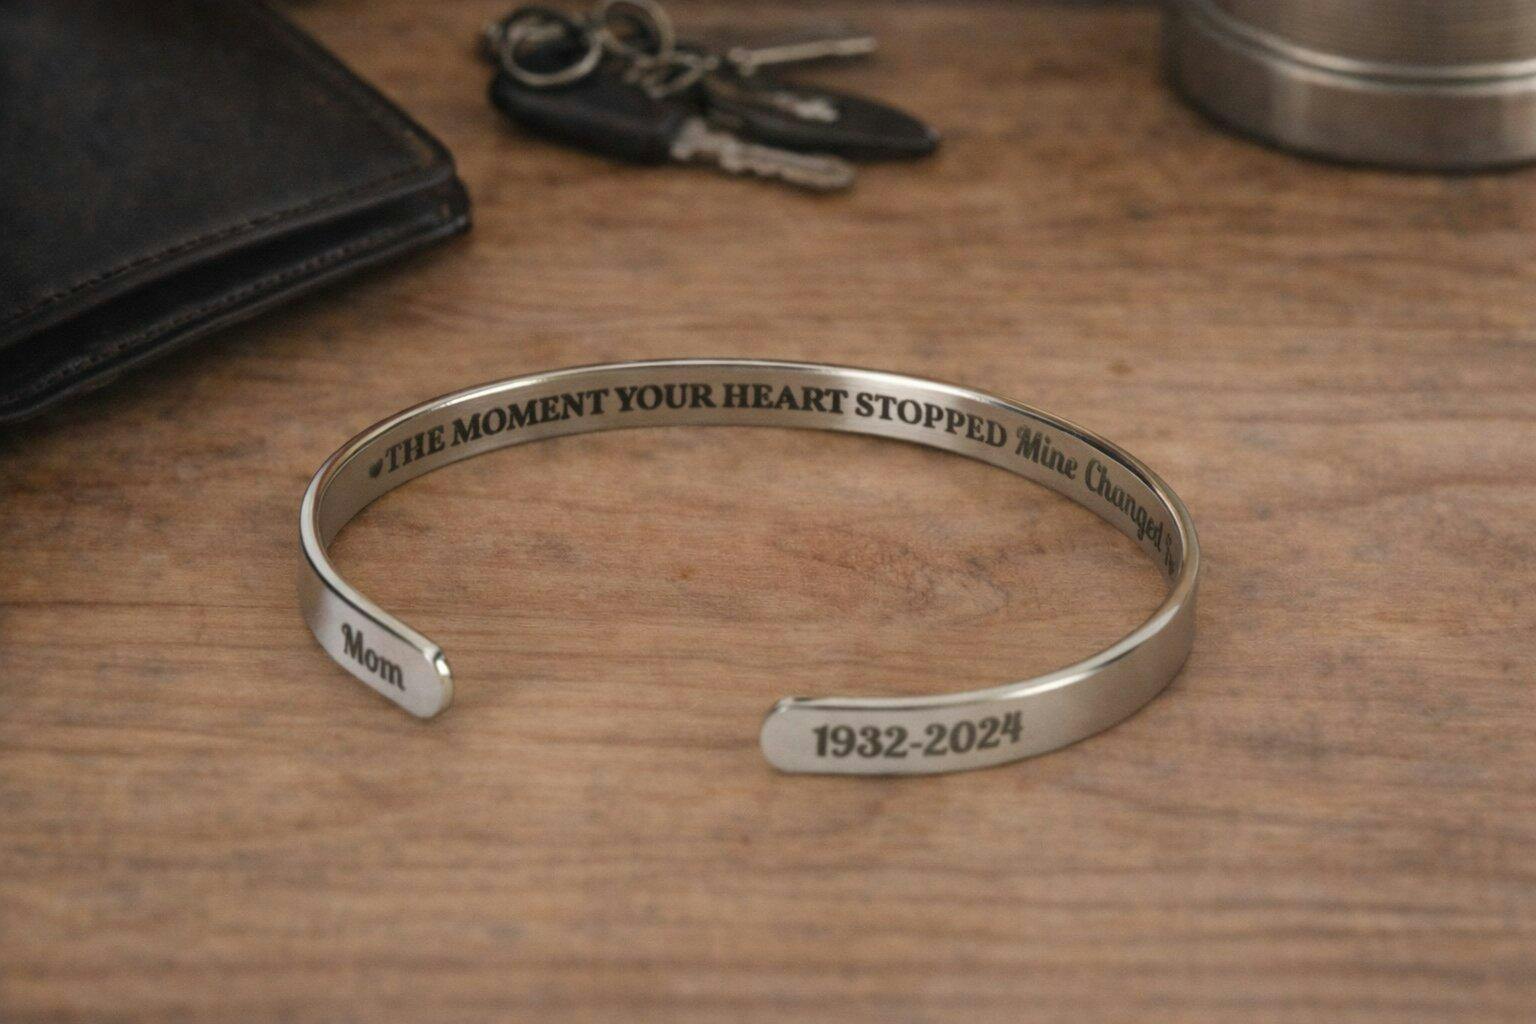 THE MOMENT YOUR HEART STOPPED Mine Changed
Mom
1932-2024